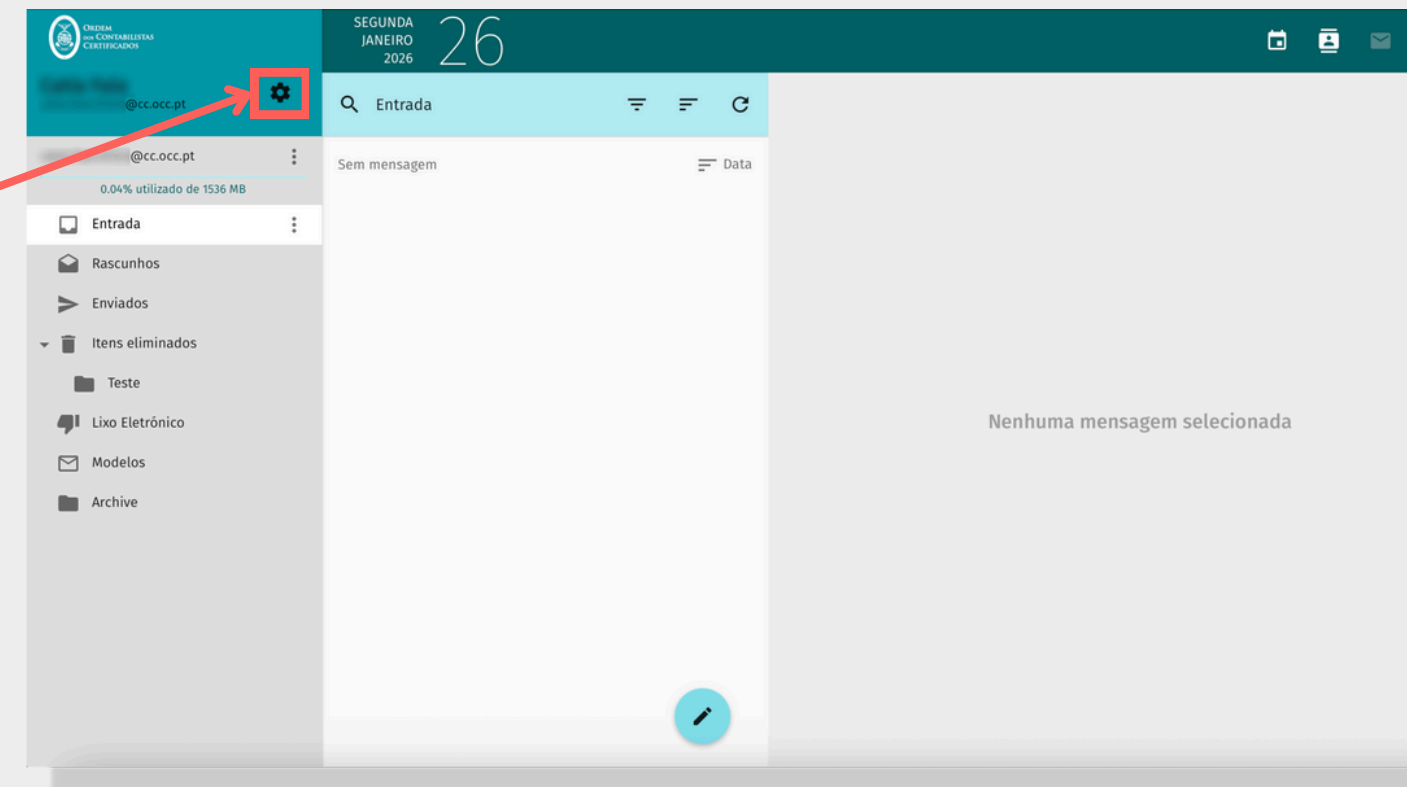 ORDEM
DOS CONTABILISTAS
CERTIFICADOS
@cc.occ.pt
@cc.occ.pt
0.04% utilizado de 1536 MB
Entrada
Rascunhos
Enviados
Itens eliminados
Teste
Lixo Eletrónico
Modelos
Archive
SEGUNDA
JANEIRO
2026
26
Entrada
Sem mensagem
Data
Nenhuma mensagem selecionada